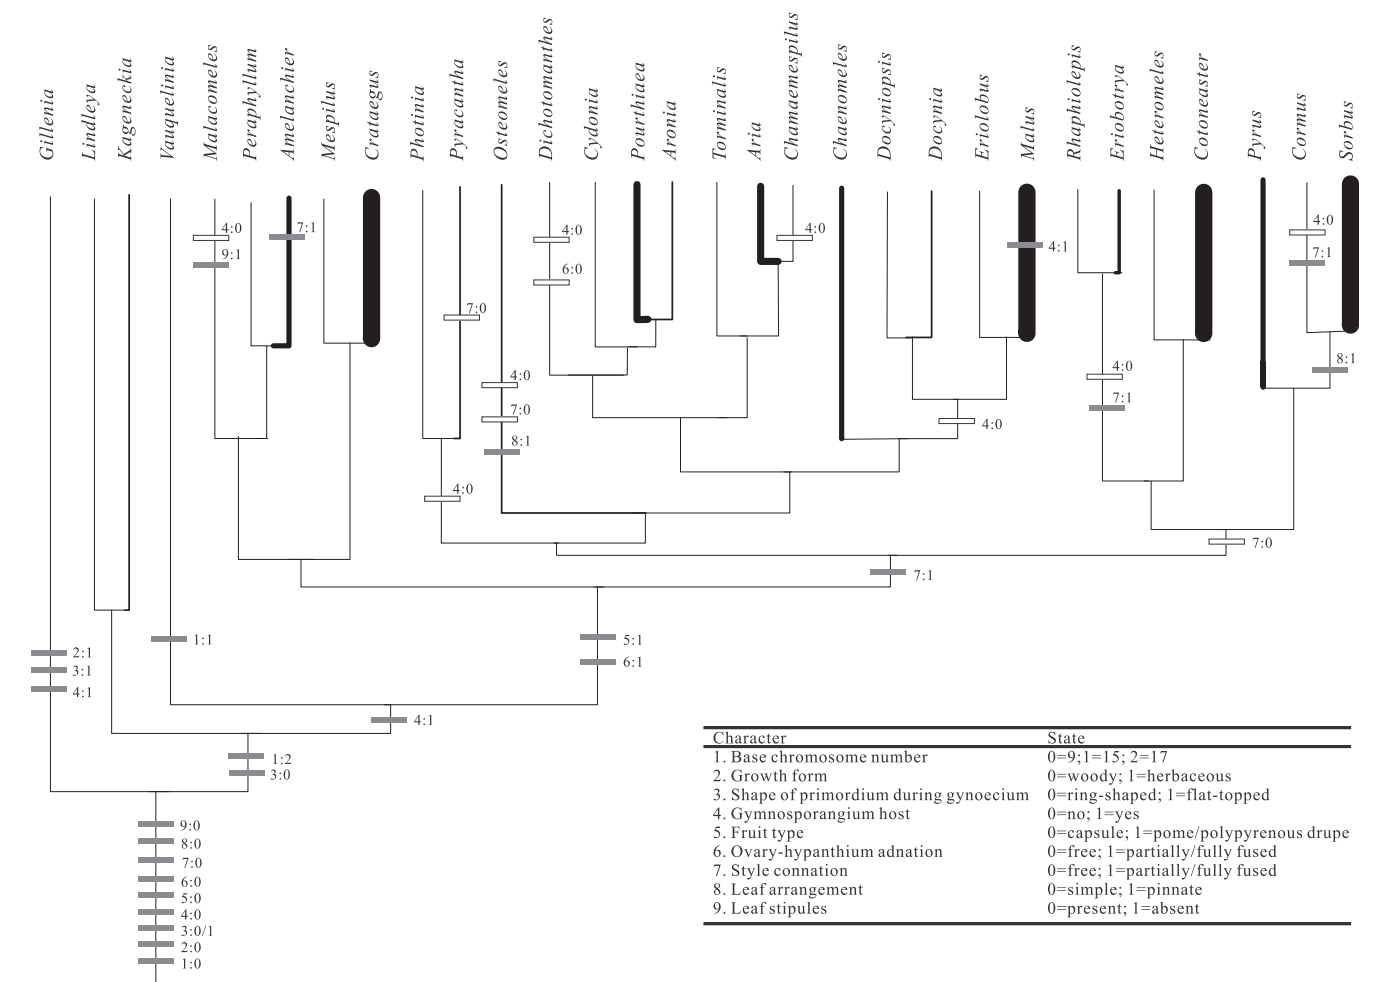 Gillenia
Lindleya
Kageneckia
Vauquelinia
Malacomeles
Peraphyllum
Amelanchier
Mespilus
Crataegus
Photinia
Pyracantha
Osteomeles
Dichotomanthes
Cydonia
Pourthiaea
Aronia
Torminalis
Aria
Chamaemespilus
Chaenomeles
Docyniopsis
Docynia
Eriolobus
Malus
Rhaphiolepis
Eriobotrya
Heteromeles
Cotoneaster
Pyrus
Cormus
Sorbus
4:0
9:1
7:1
7:0
4:0
7:0
8:1
4:0
4:0
6:0
4:0
4:0
4:1
4:0
7:1
4:0
7:1
8:1
7:0
7:1
5:1
6:1
1:1
2:1
3:1
4:1
4:1
1:2
3:0
9:0
8:0
7:0
6:0
5:0
4:0
3:0/1
2:0
1:0
Character State
1. Base chromosome number 0=9;1=15; 2=17
2. Growth form 0=woody; 1=herbaceous
3. Shape of primordium during gynoecium 0=ring-shaped; 1=flat-topped
4. Gymnosporangium host 0=no; 1=yes
5. Fruit type 0=capsule; 1=pome/polypyrenous drupe
6. Ovary-hypanthium adnation 0=free; 1=partially/fully fused
7. Style connation 0=free; 1=partially/fully fused
8. Leaf arrangement 0=simple; 1=pinnate
9. Leaf stipules 0=present; 1=absent